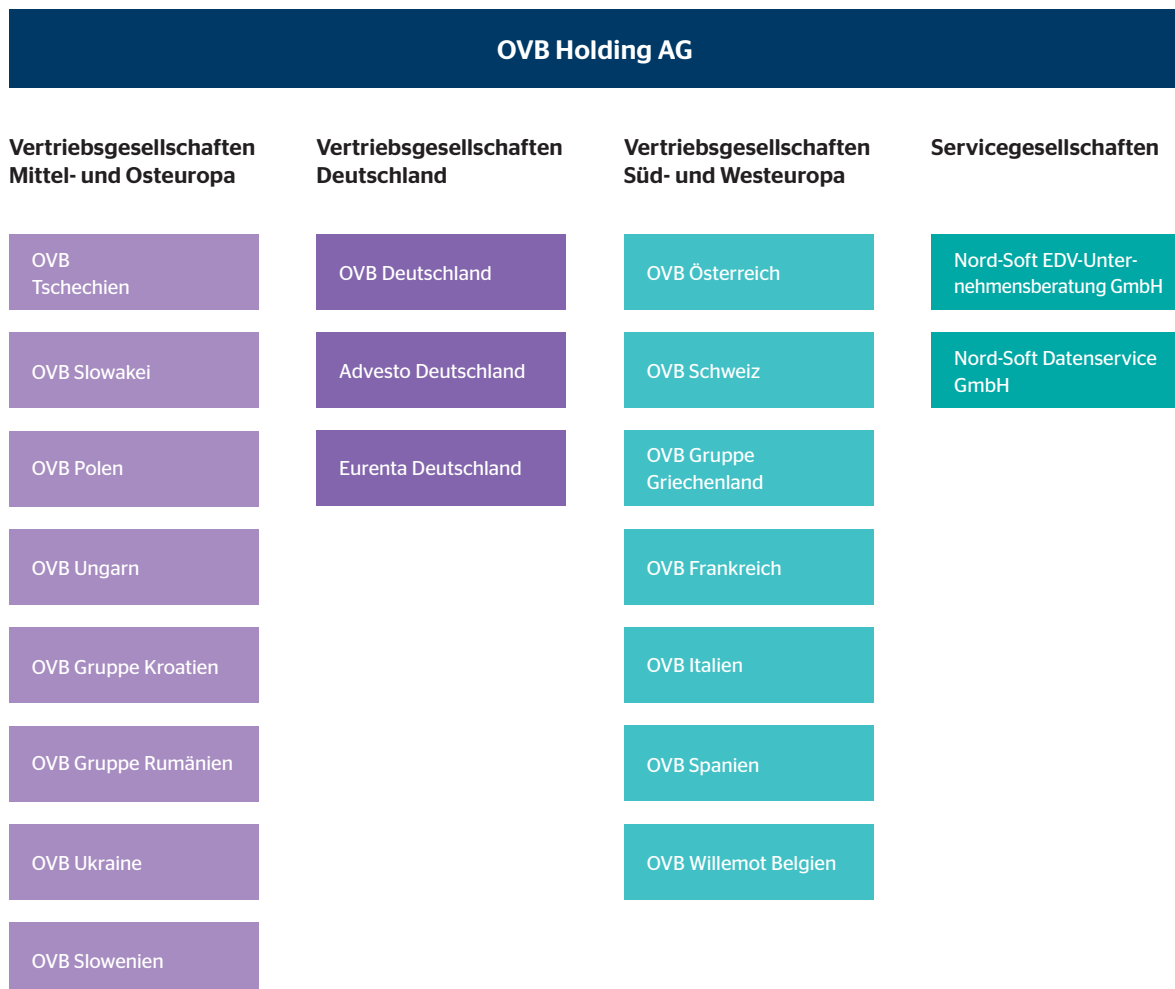 OVB Holding AG
Vertriebsgesellschaften
Mittel- und Osteuropa
OVB
Tschechien
OVB Slowakei
OVB Polen
OVB Ungarn
OVB Gruppe Kroatien
OVB Gruppe Rumänien
OVB Ukraine
OVB Slowenien
Vertriebsgesellschaften
Deutschland
OVB Deutschland
Advesto Deutschland
Eurenta Deutschland
Vertriebsgesellschaften
Süd- und Westeuropa
OVB Österreich
OVB Schweiz
OVB Gruppe
Griechenland
OVB Frankreich
OVB Italien
OVB Spanien
OVB Willemot Belgien
Servicegesellschaften
Nord-Soft EDV-Unter-
nehmensberatung GmbH
Nord-Soft Datenservice
GmbH